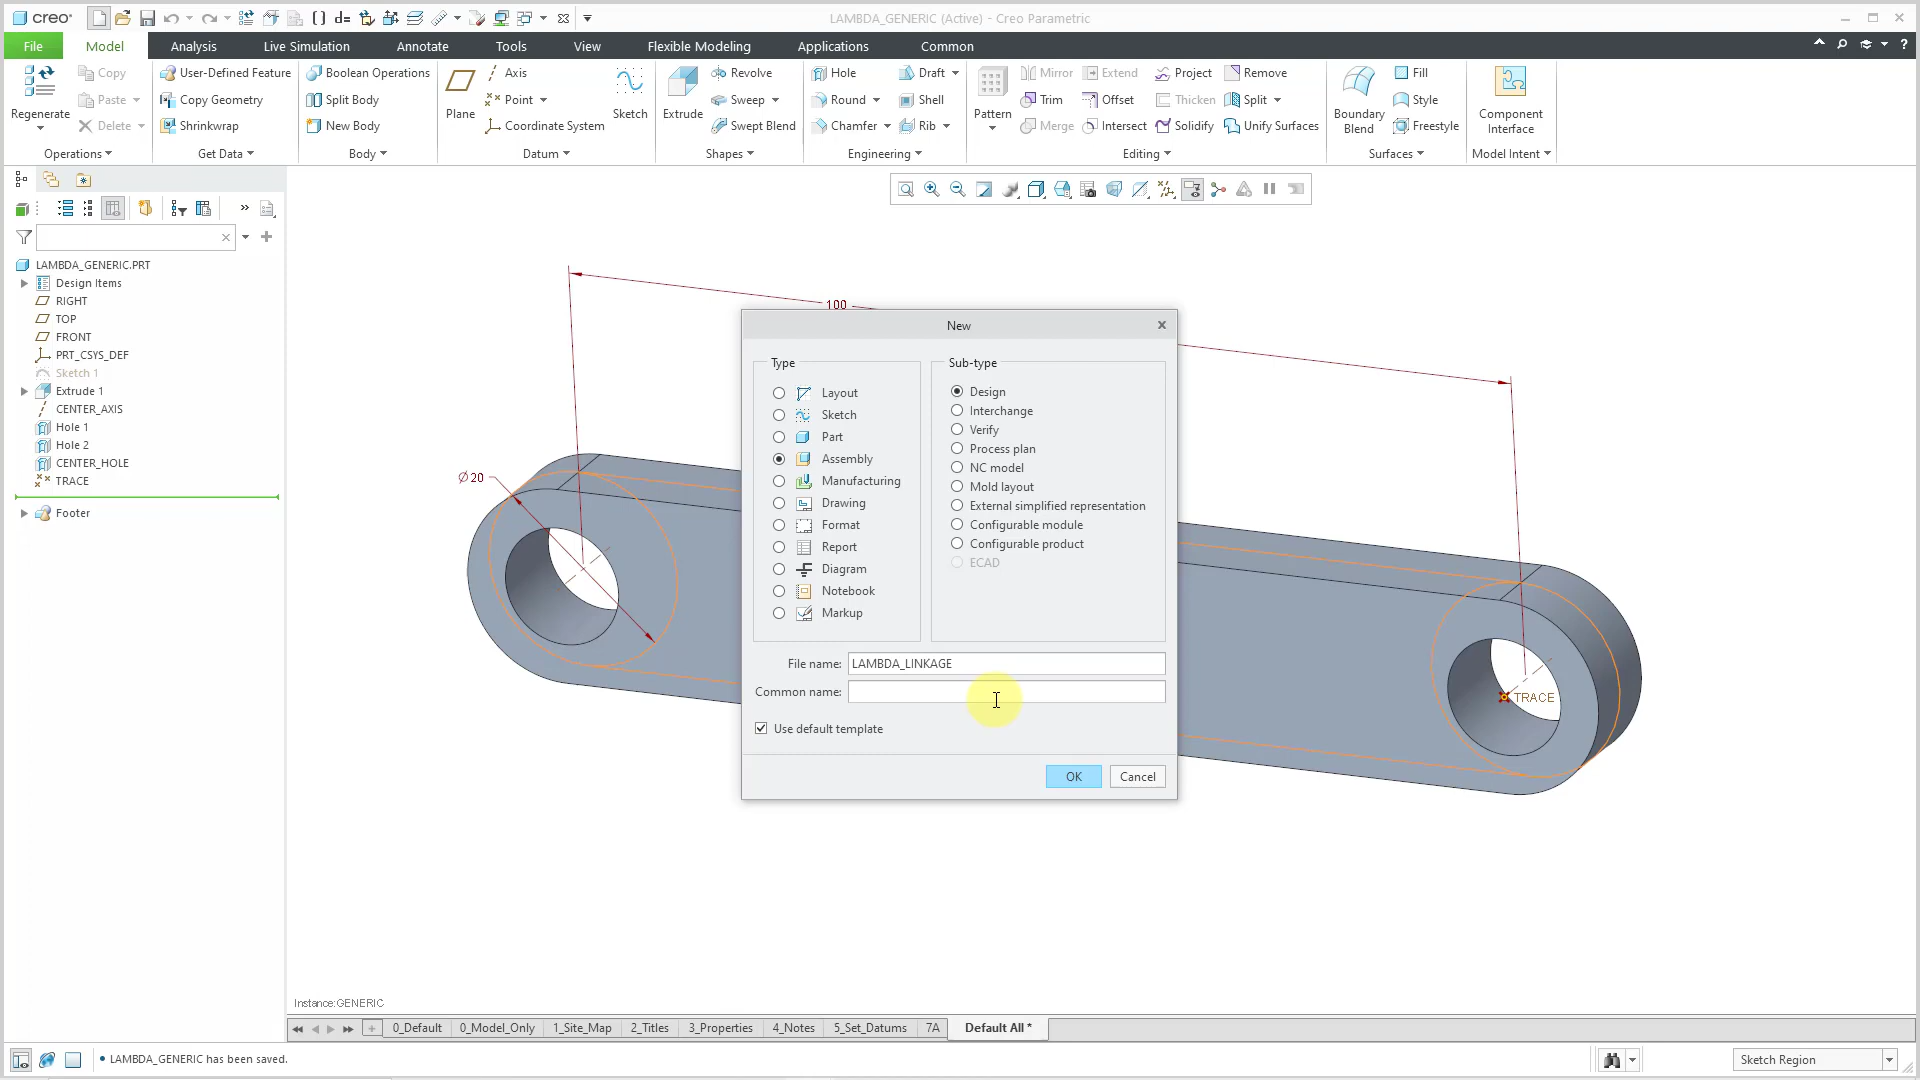 creo
LAMBDA_GENERIC (Active) - Creo Parametric
File
Model
Analysis
Live Simulation
Annotate
Tools
View
Flexible Modeling
Applications
Common
Regenerate
Copy
Paste
Delete
Operations
User-Defined Feature
Copy Geometry
Shrinkwrap
Get Data
Boolean Operations
Split Body
New Body
Body
Plane
Axis
Point
Coordinate System
Sketch
Datum
Extrude
Revolve
Sweep
Swept Blend
Shapes
Hole
Round
Chamfer
Draft
Shell
Rib
Engineering
Pattern
Mirror
Trim
Merge
Extend
Offset
Intersect
Project
Thicken
Solidify
Remove
Split
Unify Surfaces
Editing
Boundary
Blend
Fill
Style
Freestyle
Surfaces
Component
Interface
Model Intent
LAMBDA_GENERIC.PRT
Design Items
RIGHT
TOP
FRONT
PRT_CSYS_DEF
Sketch 1
Extrude 1
CENTER_AXIS
Hole 1
Hole 2
CENTER_HOLE
TRACE
Footer
100
Ø20
TRACE
New
Type
Layout
Sketch
Part
Assembly
Manufacturing
Drawing
Format
Report
Diagram
Notebook
Markup
Sub-type
Design
Interchange
Verify
Process plan
NC model
Mold layout
External simplified representation
Configurable module
Configurable product
ECAD
File name: LAMBDA_LINKAGE
Common name:
Use default template
OK
Cancel
Instance:GENERIC
0_Default
0_Model_Only
1_Site_Map
2_Titles
3_Properties
4_Notes
5_Set_Datums
7A
Default All *
• LAMBDA_GENERIC has been saved.
Sketch Region